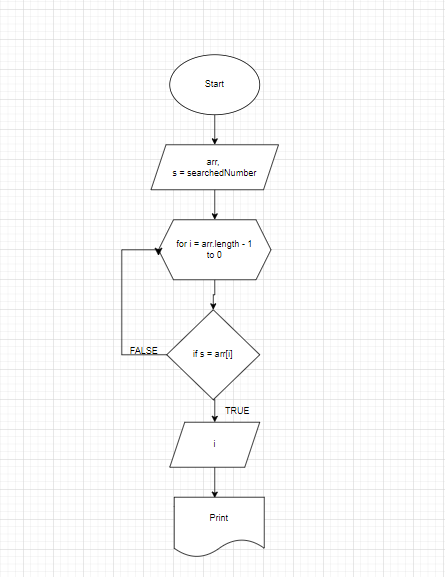 Start
arr,
s = searchedNumber
for i = arr.length - 1
to 0
if s = arr[i]
FALSE
TRUE
i
Print